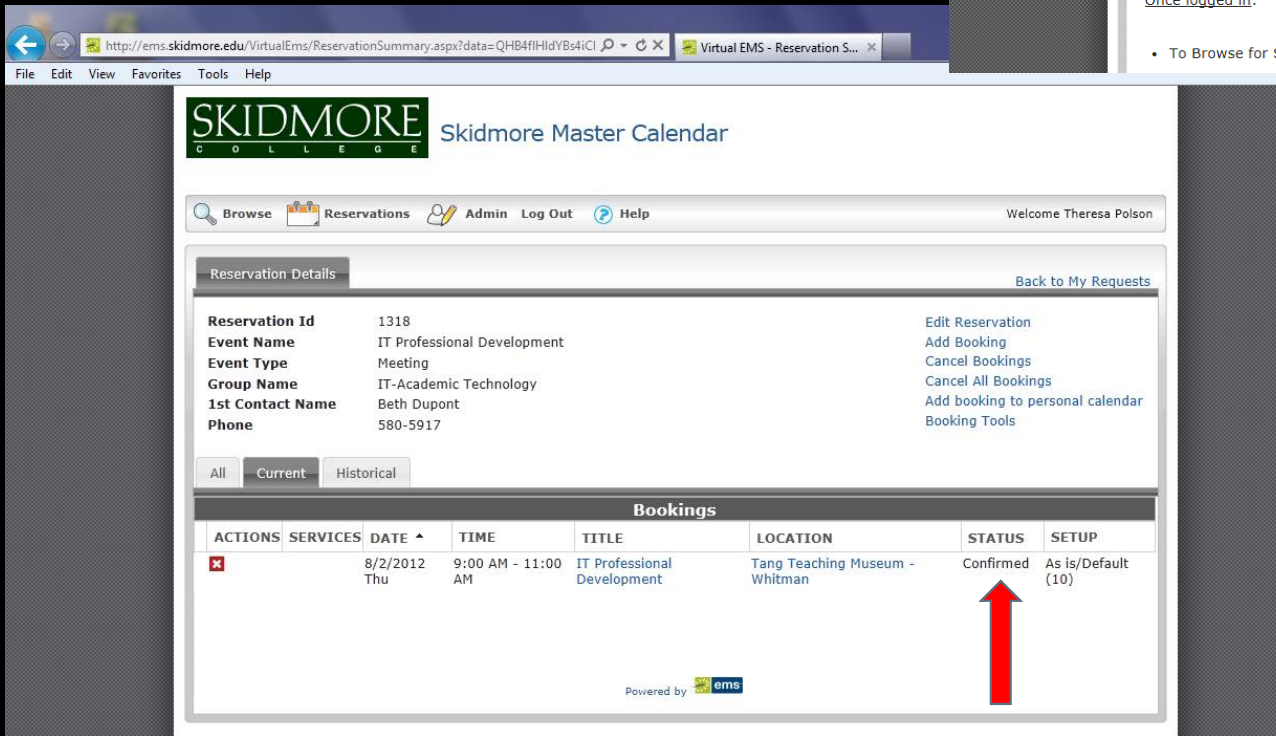 Once logged in:
• To Browse for S
http://ems.skidmore.edu/VirtualEms/ReservationSummary.aspx?data=QHB4flHIdYBs4iCl
Virtual EMS - Reservation S...
File Edit View Favorites Tools Help
SKIDMORE
COLLEGE
Skidmore Master Calendar
Browse Reservations Admin Log Out Help Welcome Theresa Polson
Reservation Details
Back to My Requests
Reservation Id 1318 Edit Reservation
Event Name IT Professional Development Add Booking
Event Type Meeting Cancel Bookings
Group Name IT-Academic Technology Cancel All Bookings
1st Contact Name Beth Dupont Add booking to personal calendar
Phone 580-5917 Booking Tools
All Current Historical
Bookings
ACTIONS SERVICES DATE TIME TITLE LOCATION STATUS SETUP
8/2/2012 9:00 AM - 11:00 IT Professional Tang Teaching Museum - Confirmed As is/Default
Thu AM Development Whitman (10)
Powered by ems